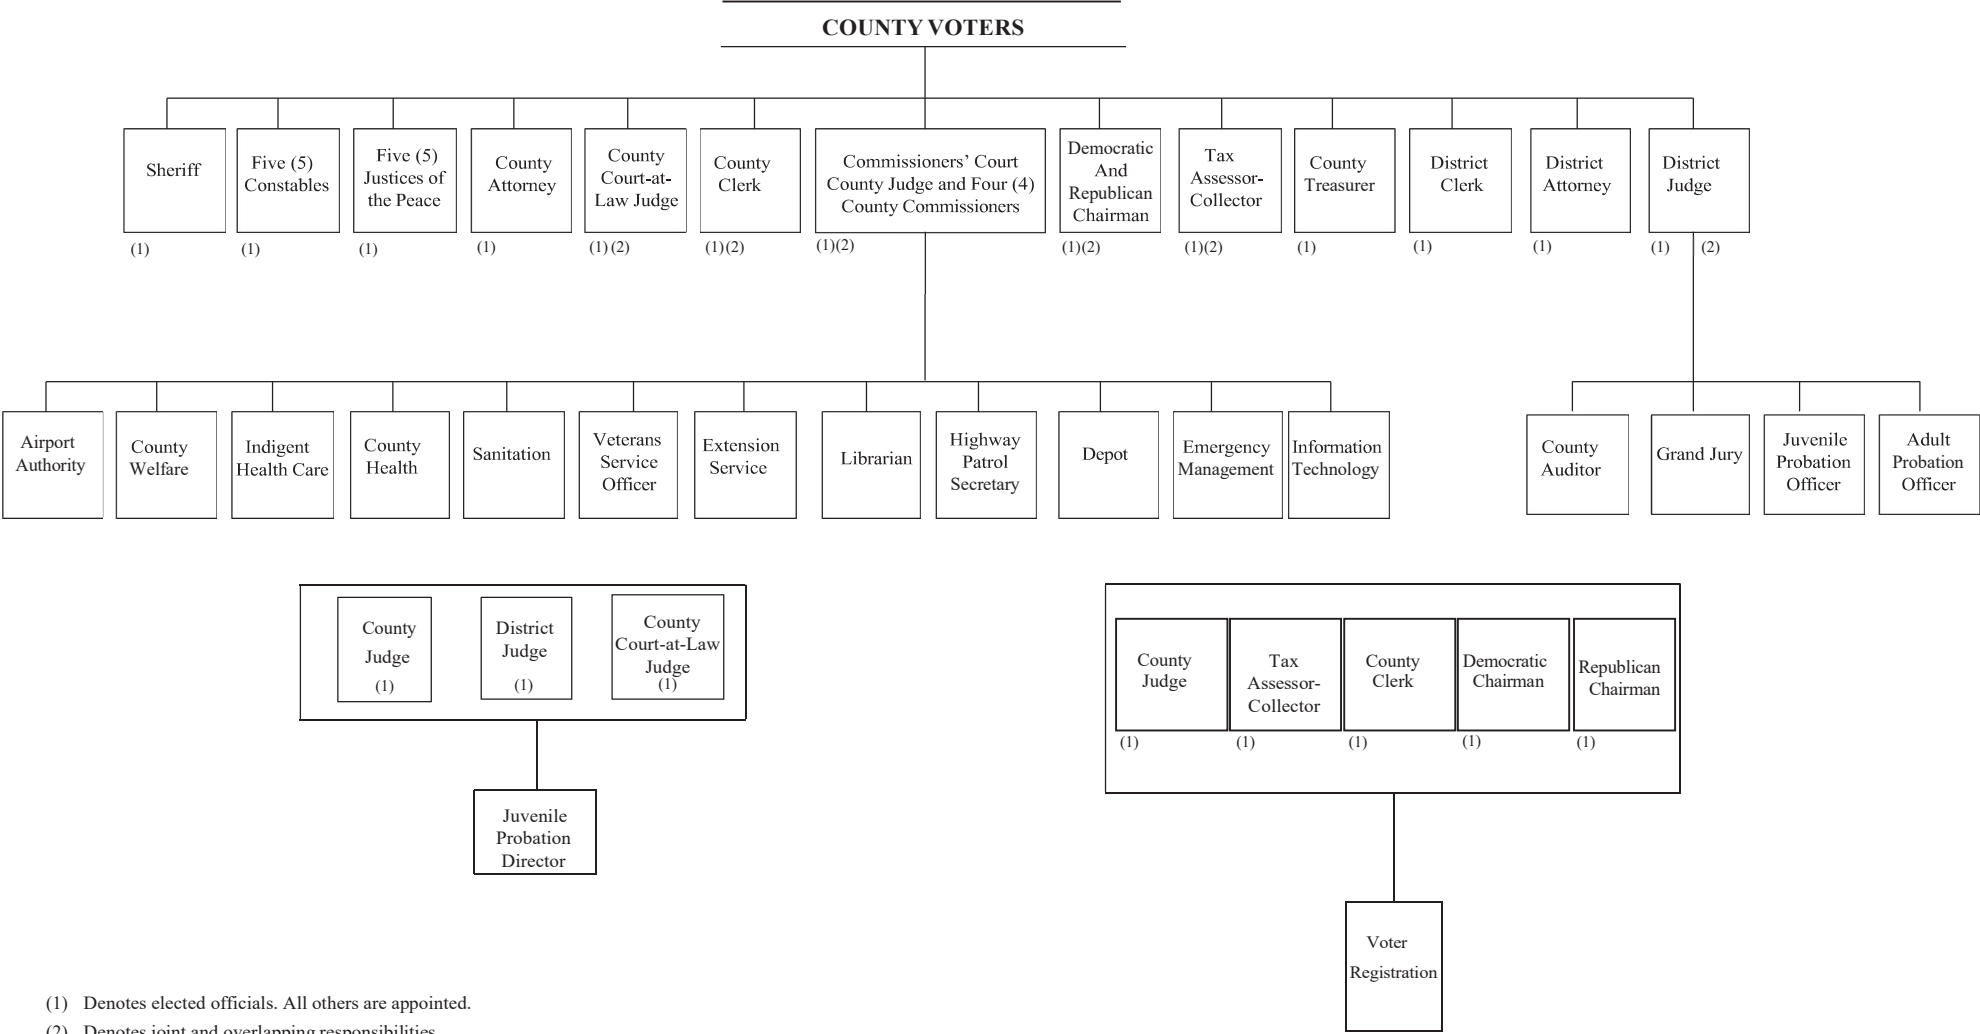 COUNTY VOTERS
Sheriff
(1)
Five (5)
Constables
(1)
Five (5)
Justices of
the Peace
(1)
County
Attorney
(1)
County
Court-at-
Law Judge
(1) (2)
County
Clerk
(1) (2)
Commissioners’ Court
County Judge and Four (4)
County Commissioners
(1)(2)
Democratic
And
Republican
Chairman
(1)(2)
Tax
Assessor-
Collector
(1)(2)
County
Treasurer
(1)
District
Clerk
(1)
District
Attorney
(1)
District
Judge
(1) (2)
Airport
Authority
County
Welfare
Indigent
Health Care
County
Health
Sanitation
Veterans
Service
Officer
Extension
Service
Librarian
Highway
Patrol
Secretary
Depot
Emergency
Management
Information
Technology
County
Auditor
Grand Jury
Juvenile
Probation
Officer
Adult
Probation
Officer
County
Judge
(1)
District
Judge
(1)
County
Court-at-Law
Judge
(1)
Juvenile
Probation
Director
County
Judge
(1)
Tax
Assessor-
Collector
(1)
County
Clerk
(1)
Democratic
Chairman
(1)
Republican
Chairman
(1)
Voter
Registration
(1) Denotes elected officials. All others are appointed.
(2) Denotes joint and overlapping responsibilities